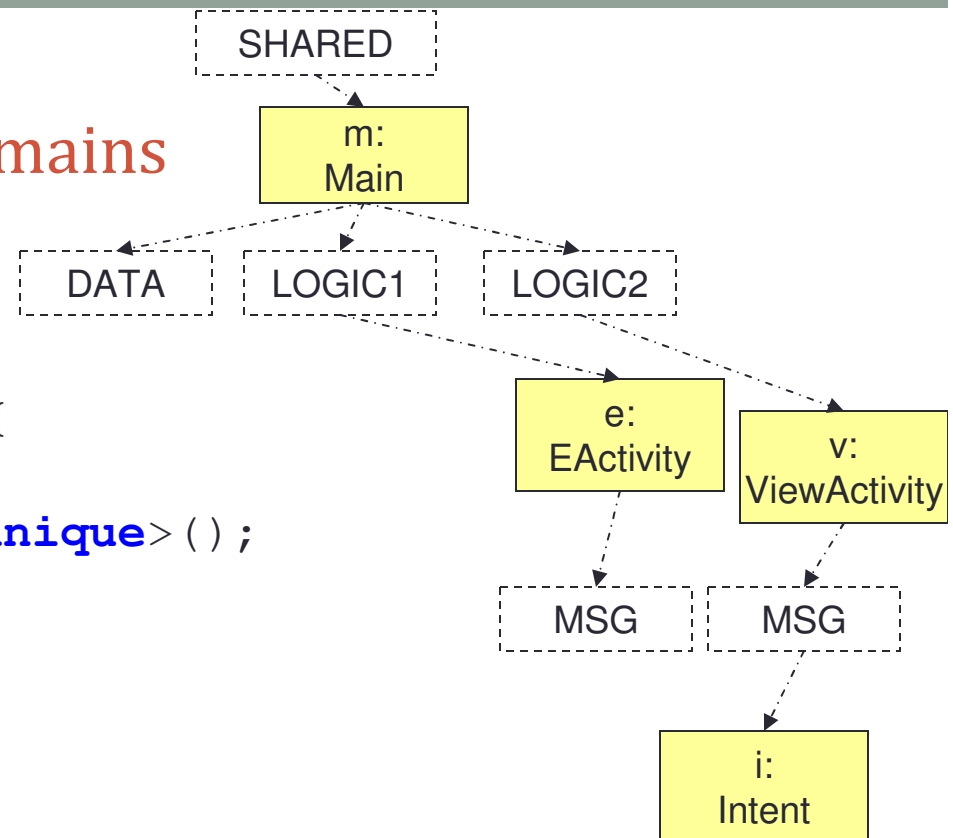 SHARED
m:
Main
mains
DATA
LOGIC1
LOGIC2
{
e:
EActivity
v:
ViewActivity
nique>();
MSG
MSG
i:
Intent